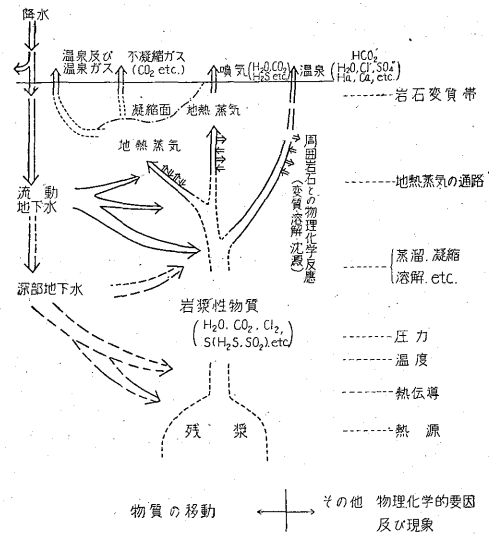 降水
温泉及び
温泉ガス
不凝縮ガス
(CO₂ etc.)
噴気(H₂O,CO₂
H₂S etc)
温泉(H₂O,Cl',SO₄''
HCO₂'
Na, Ca, etc.)
凝縮面
地熱蒸気
地熱蒸気
岩石変質帯
周囲岩石との物理化学反應
(変質、溶解、沈澱)
流動
地下水
地熱蒸気の通路
蒸溜、凝縮
溶解、etc.
深部地下水
岩漿性物質
(H₂O, CO₂, Cl₂,
S(H₂S, SO₂), etc)
圧力
温度
熱伝導
残漿
熱源
物質の移動
その他 物理化学的要因
及び現象